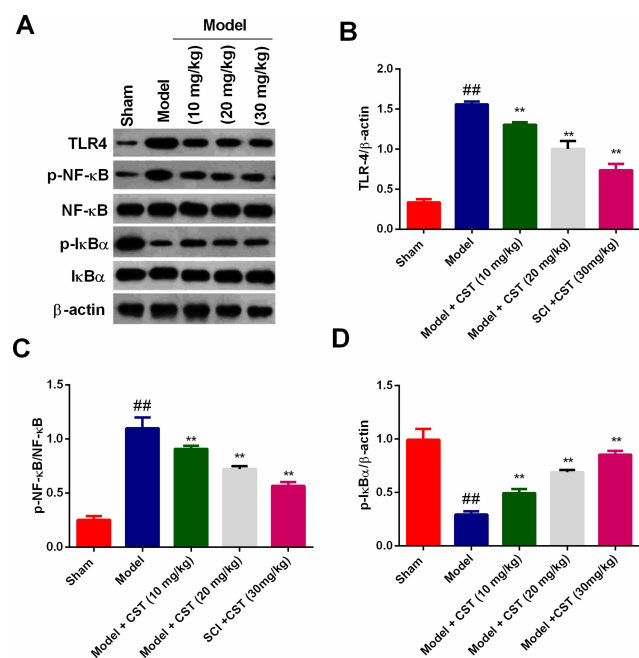 A
Model
Sham
Model
(10 mg/kg)
(20 mg/kg)
(30 mg/kg)
TLR4
p-NF-κB
NF-κB
p-IκBα
IκBα
β-actin
B
TLR-4/β-actin
2.0
1.5
1.0
0.5
0.0
##
**
**
**
Sham
Model
Model + CST (10 mg/kg)
Model + CST (20 mg/kg)
SCI +CST (30mg/kg)
C
p-NF-κB/NF-κB
1.5
1.0
0.5
0.0
##
**
**
**
Sham
Model
Model + CST (10 mg/kg)
Model + CST (20 mg/kg)
SCI +CST (30mg/kg)
D
p-IκBα/β-actin
1.5
1.0
0.5
0.0
##
**
**
**
Sham
Model
Model + CST (10 mg/kg)
Model + CST (20 mg/kg)
Model + CST (30mg/kg)